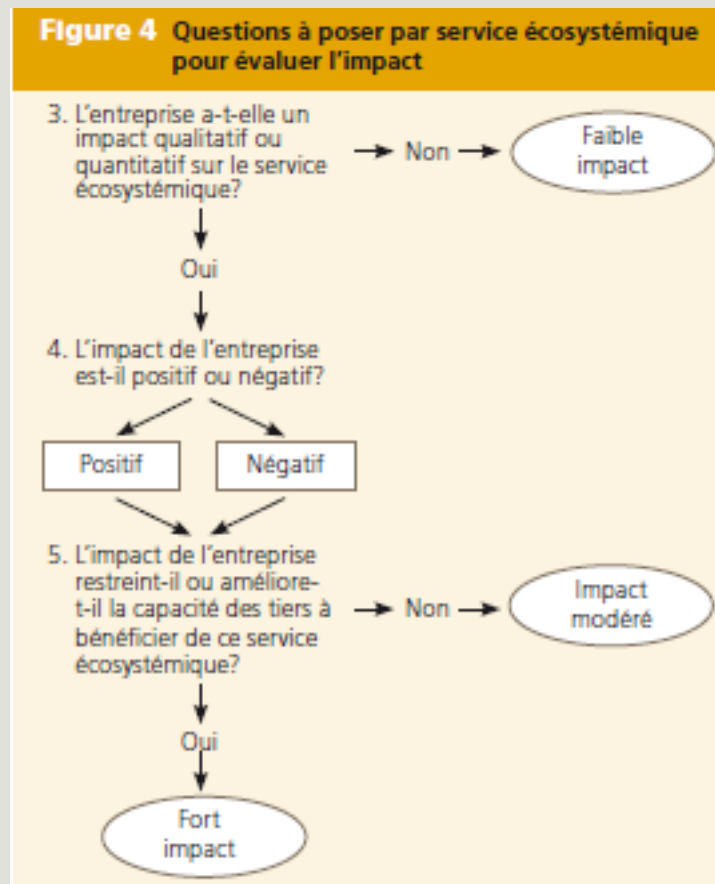 Figure 4 Questions à poser par service écosystémique
pour évaluer l'impact
3. L'entreprise a-t-elle un
impact qualitatif ou
quantitatif sur le service
écosystémique?
Non
Faible
impact
Oui
4. L'impact de l'entreprise
est-il positif ou négatif?
Positif
Négatif
5. L'impact de l'entreprise
restreint-il ou améliore-
t-il la capacité des tiers à
bénéficier de ce service
écosystémique?
Non
Impact
modéré
Oui
Fort
impact